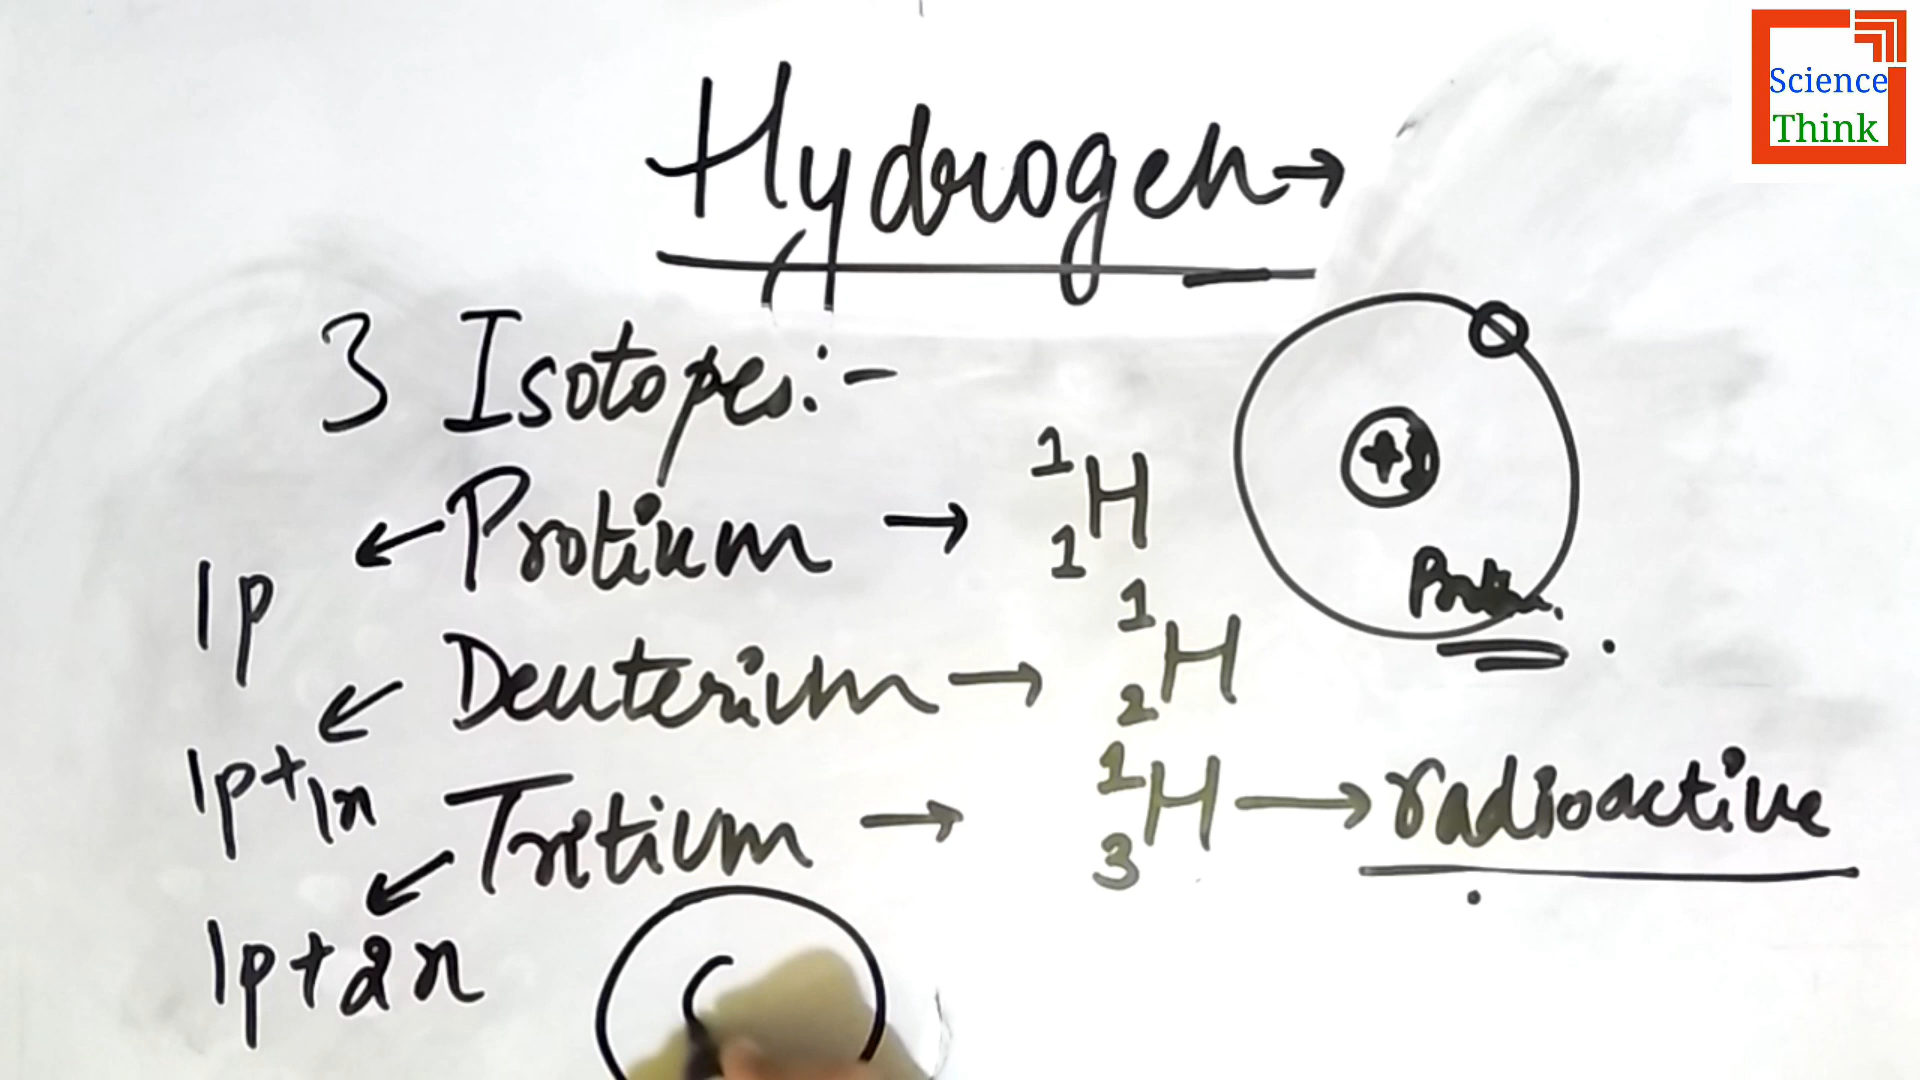 Science
Think
Hydrogen→
3 Isotopes:-
1p ← Protium → ¹₁H
1p+1n ← Deuterium → ¹₂H
1p+2n ← Tritium → ¹₃H → radioactive
+